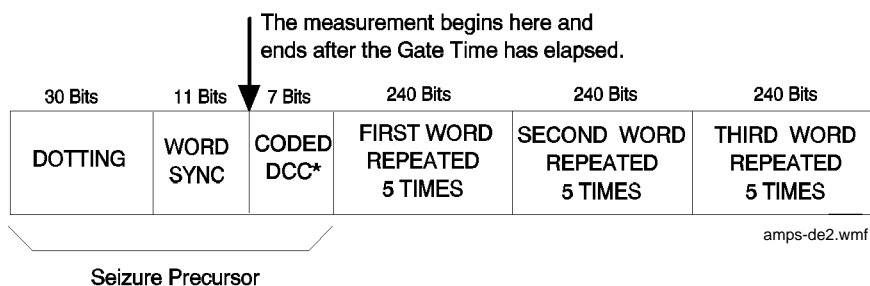 The measurement begins here and
ends after the Gate Time has elapsed.
30 Bits 11 Bits 7 Bits 240 Bits 240 Bits 240 Bits
DOTTING
WORD
SYNC
CODED
DCC*
FIRST WORD
REPEATED
5 TIMES
SECOND WORD
REPEATED
5 TIMES
THIRD WORD
REPEATED
5 TIMES
amps-de2.wmf
Seizure Precursor